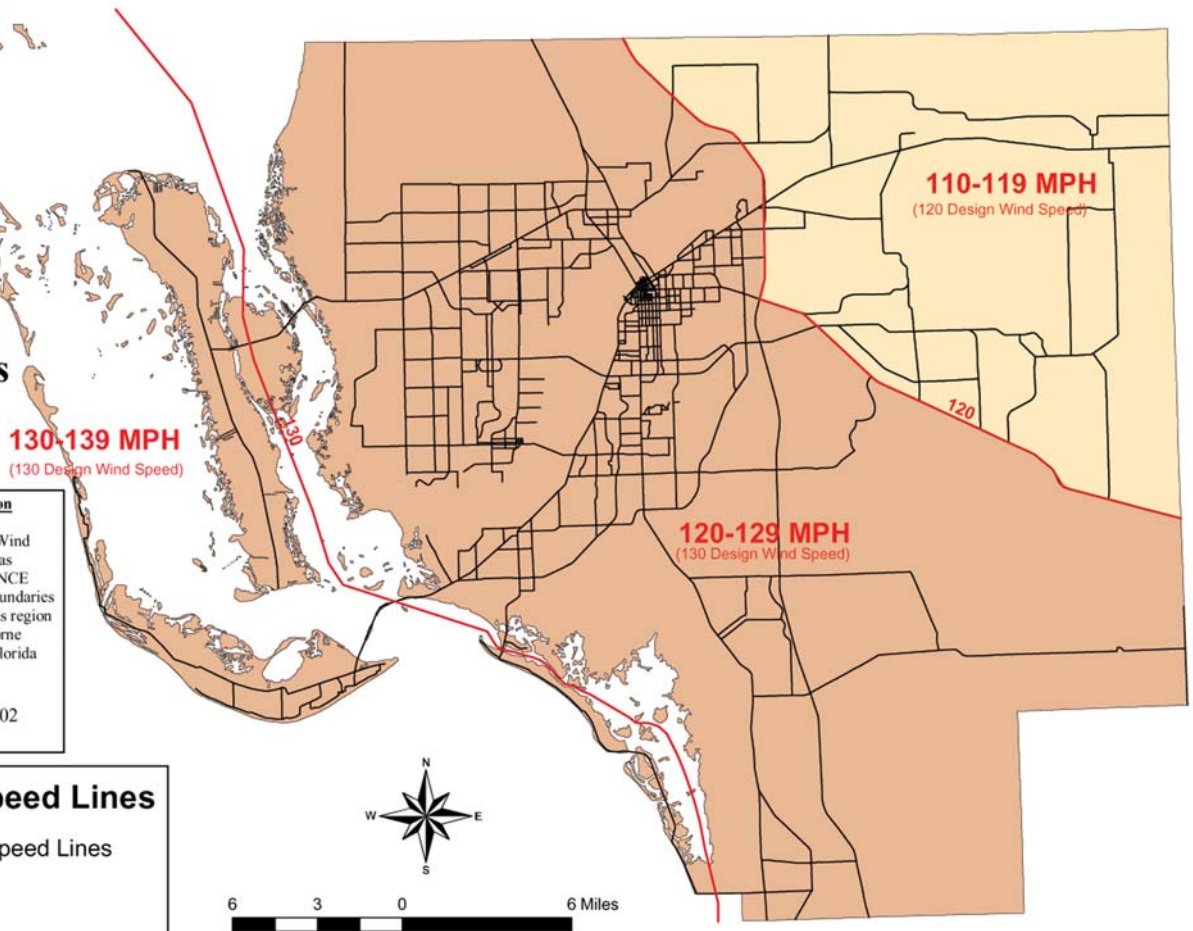 110-119 MPH
(120 Design Wind Speed)
s
120
130
130-139 MPH
(130 Design Wind Speed)
on
Wind
as
NCE
undaries
s region
rne
lorida
02
120-129 MPH
(130 Design Wind Speed)
N
W
E
S
peed Lines
peed Lines
6 3 0 6 Miles